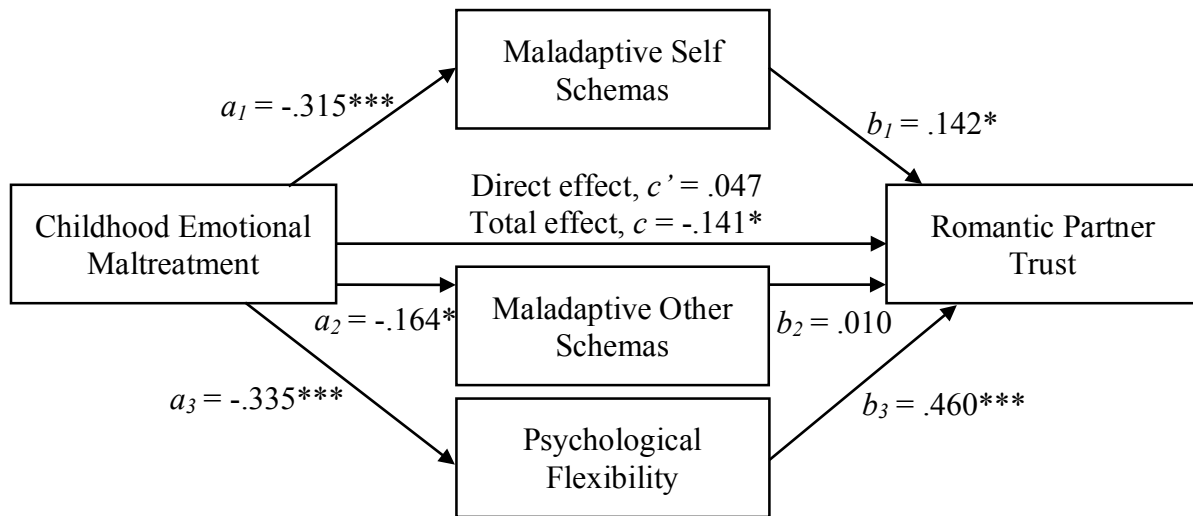 Maladaptive Self
Schemas
a1 = -.315***
b1 = .142*
Direct effect, c’ = .047
Total effect, c = -.141*
Childhood Emotional
Maltreatment
Romantic Partner
Trust
Maladaptive Other
Schemas
a2 = -.164*
b2 = .010
a3 = -.335***
b3 = .460***
Psychological
Flexibility